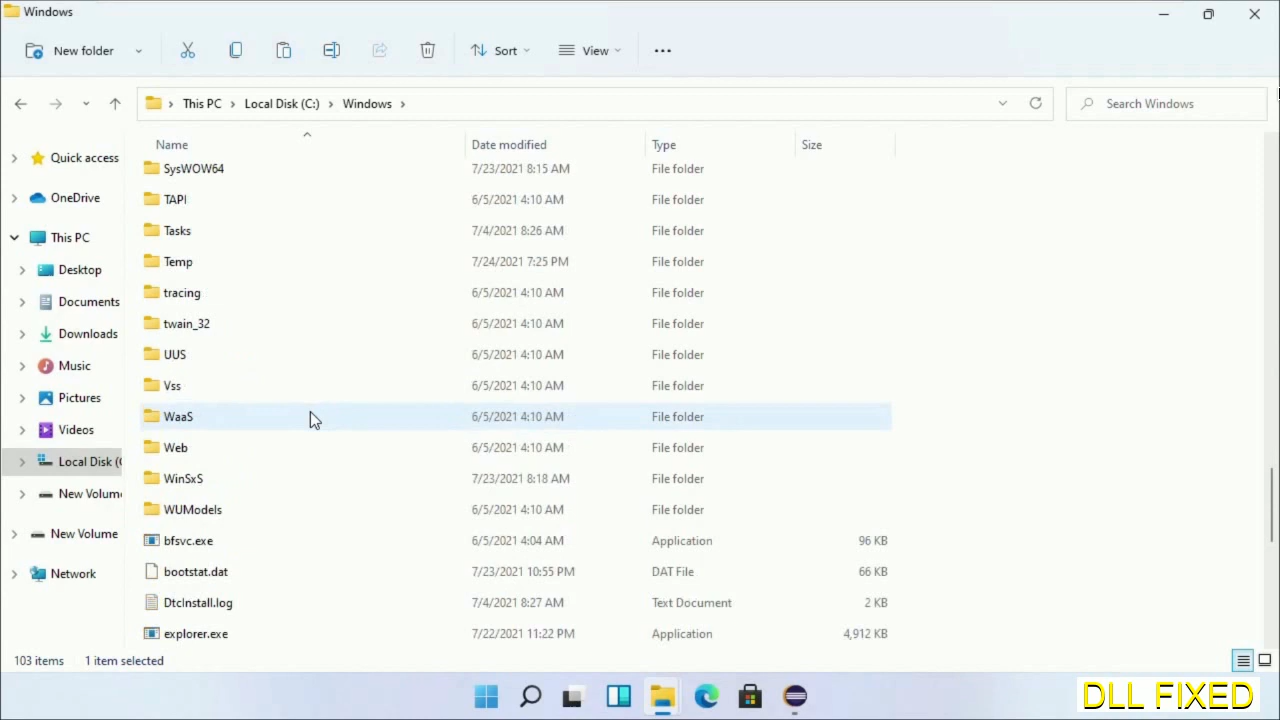 Windows
New folder Sort View
This PC Local Disk (C:) Windows Search Windows
Name Date modified Type Size
Quick access
OneDrive
This PC
Desktop
Documents
Downloads
Music
Pictures
Videos
Local Disk (C
New Volum
New Volume
Network
SysWOW64 7/23/2021 8:15 AM File folder
TAPI 6/5/2021 4:10 AM File folder
Tasks 7/4/2021 8:26 AM File folder
Temp 7/24/2021 7:25 PM File folder
tracing 6/5/2021 4:10 AM File folder
twain_32 6/5/2021 4:10 AM File folder
UUS 6/5/2021 4:10 AM File folder
Vss 6/5/2021 4:10 AM File folder
WaaS 6/5/2021 4:10 AM File folder
Web 6/5/2021 4:10 AM File folder
WinSxS 7/23/2021 8:18 AM File folder
WUModels 6/5/2021 4:10 AM File folder
bfsvc.exe 6/5/2021 4:04 AM Application 96 KB
bootstat.dat 7/23/2021 10:55 PM DAT File 66 KB
DtcInstall.log 7/4/2021 8:27 AM Text Document 2 KB
explorer.exe 7/22/2021 11:22 PM Application 4,912 KB
103 items 1 item selected
DLL FIXED